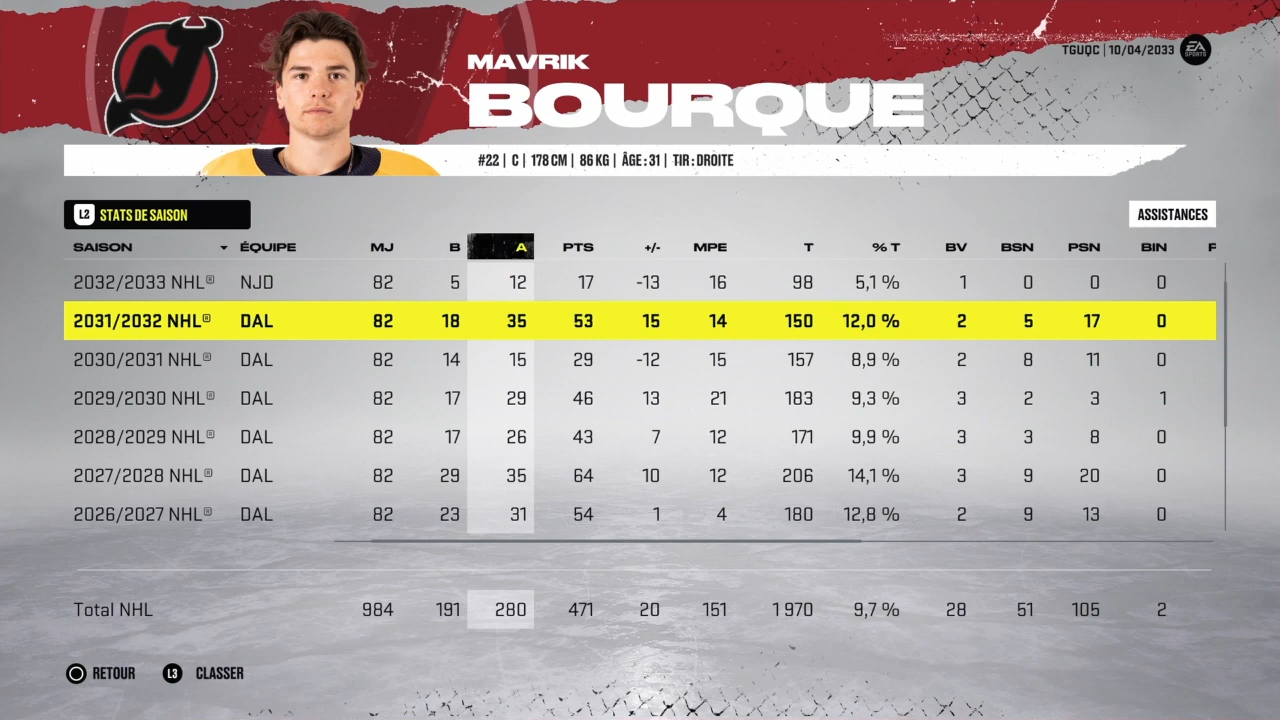 TGUQC | 10/04/2033 EA SPORTS
MAVRIK
BOURQUE
#22 | C | 178 CM | 86 KG | ÂGE : 31 | TIR : DROITE
L2 STATS DE SAISON ASSISTANCES
SAISON ÉQUIPE MJ B A PTS +/- MPE T % T BV BSN PSN BIN
2032/2033 NHL® NJD 82 5 12 17 -13 16 98 5,1 % 1 0 0 0
2031/2032 NHL® DAL 82 18 35 53 15 14 150 12,0 % 2 5 17 0
2030/2031 NHL® DAL 82 14 15 29 -12 15 157 8,9 % 2 8 11 0
2029/2030 NHL® DAL 82 17 29 46 13 21 183 9,3 % 3 2 3 1
2028/2029 NHL® DAL 82 17 26 43 7 12 171 9,9 % 3 3 8 0
2027/2028 NHL® DAL 82 29 35 64 10 12 206 14,1 % 3 9 20 0
2026/2027 NHL® DAL 82 23 31 54 1 4 180 12,8 % 2 9 13 0
Total NHL 984 191 280 471 20 151 1 970 9,7 % 28 51 105 2
RETOUR L3 CLASSER